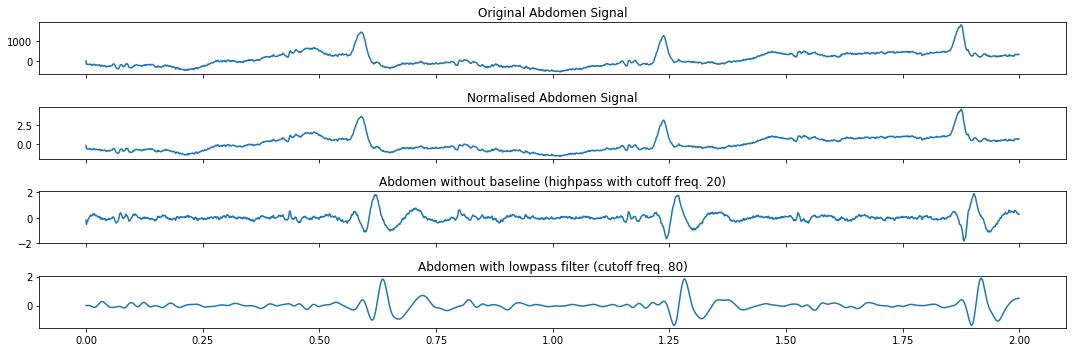 Original Abdomen Signal
1000
0
Normalised Abdomen Signal
2.5
0.0
Abdomen without baseline (highpass with cutoff freq. 20)
2
0
−2
Abdomen with lowpass filter (cutoff freq. 80)
2
0
0.00 0.25 0.50 0.75 1.00 1.25 1.50 1.75 2.00